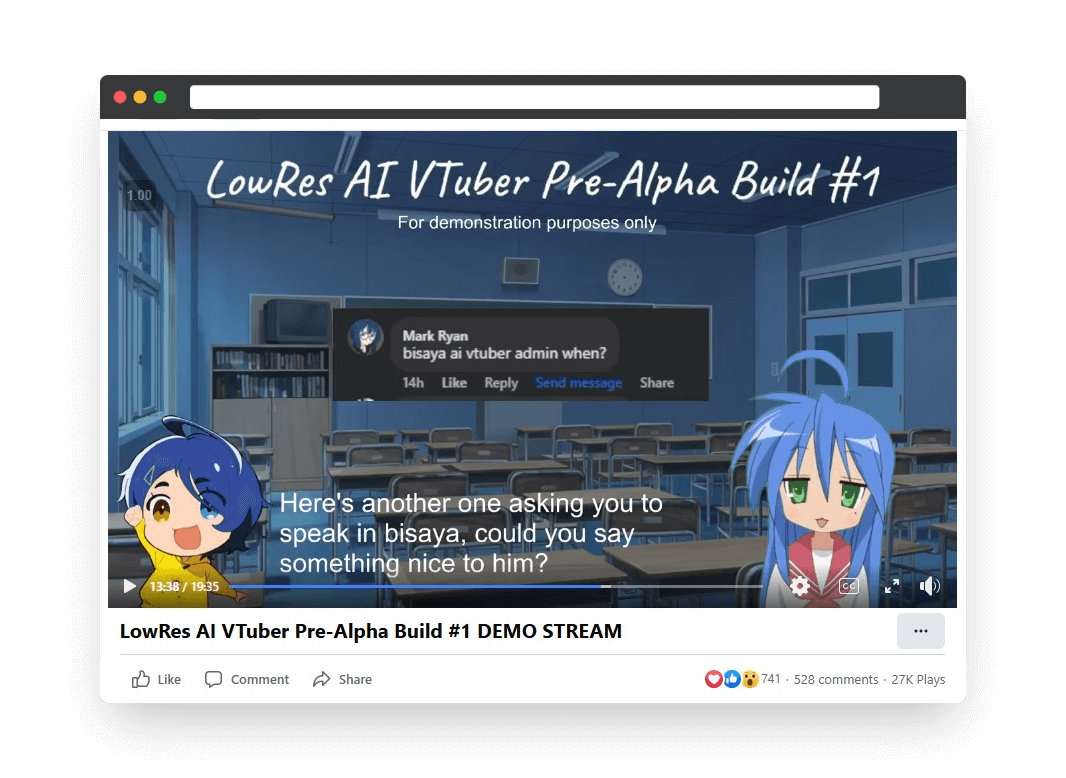 LowRes AI VTuber Pre-Alpha Build #1
For demonstration purposes only
1.00
Mark Ryan
bisaya ai vtuber admin when?
14h Like Reply Send message Share
Here's another one asking you to
speak in bisaya, could you say
something nice to him?
13:38 / 19:35
CC
LowRes AI VTuber Pre-Alpha Build #1 DEMO STREAM
Like Comment Share
741 · 528 comments · 27K Plays